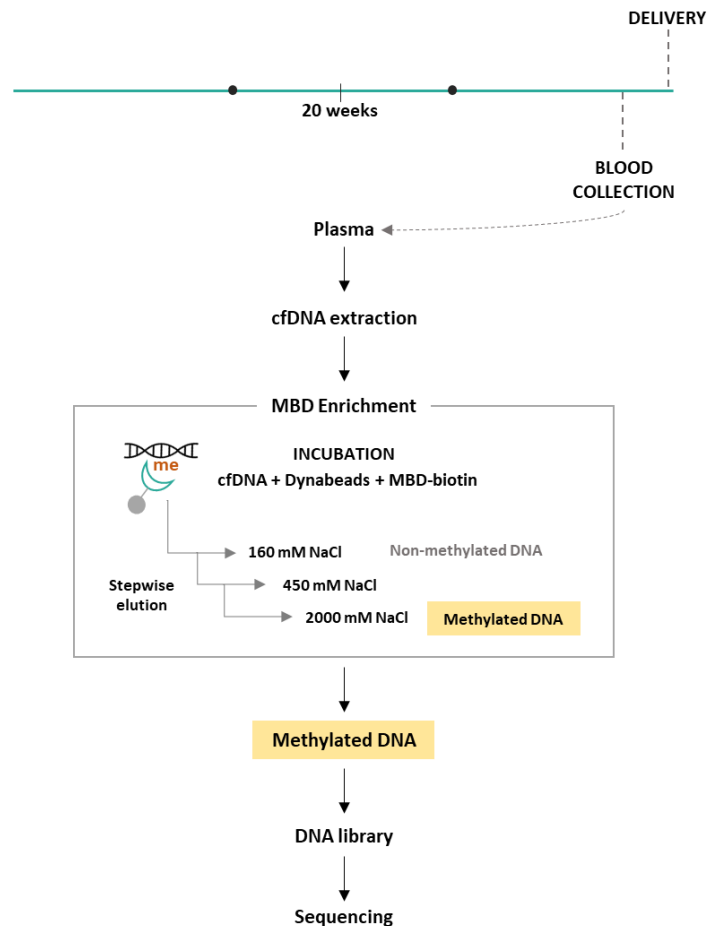 DELIVERY
20 weeks
BLOOD
COLLECTION
Plasma
cfDNA extraction
MBD Enrichment
me
INCUBATION
cfDNA + Dynabeads + MBD-biotin
160 mM NaCl
Non-methylated DNA
Stepwise
elution
450 mM NaCl
2000 mM NaCl
Methylated DNA
Methylated DNA
DNA library
Sequencing